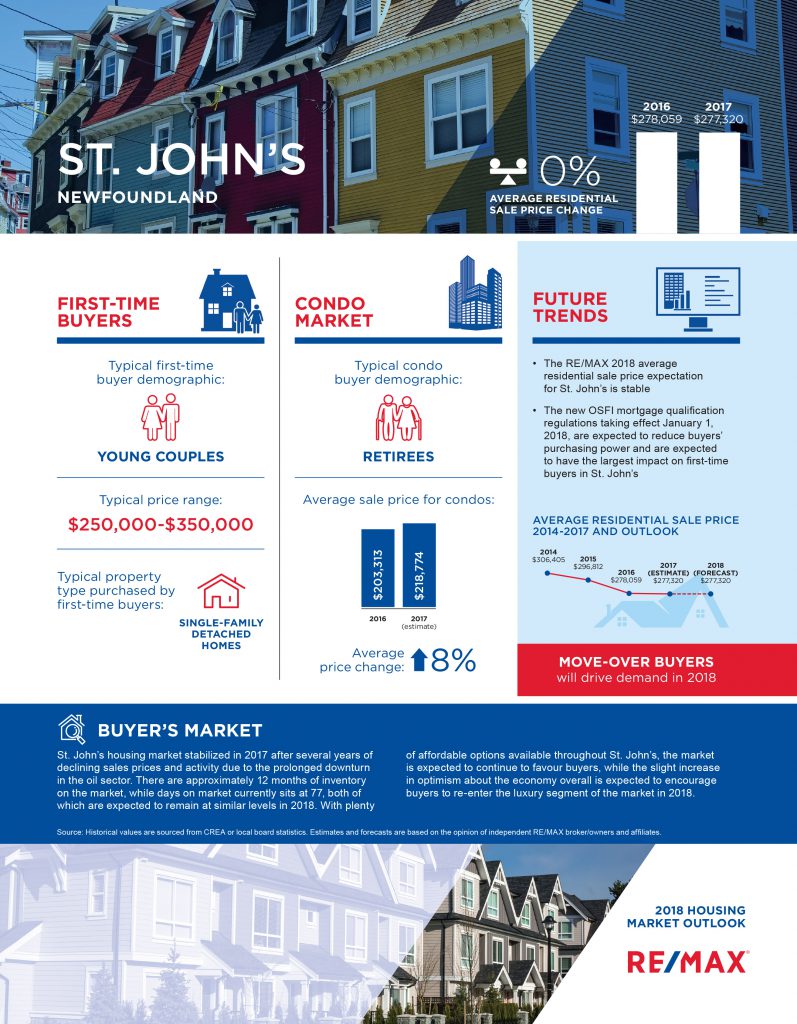 ST. JOHN'S
NEWFOUNDLAND
0%
AVERAGE RESIDENTIAL
SALE PRICE CHANGE
2016
$278,059
2017
$277,320
FIRST-TIME
BUYERS
Typical first-time
buyer demographic:
YOUNG COUPLES
Typical price range:
$250,000-$350,000
Typical property
type purchased by
first-time buyers:
SINGLE-FAMILY
DETACHED
HOMES
CONDO
MARKET
Typical condo
buyer demographic:
RETIREES
Average sale price for condos:
$203,313
$218,774
2016
2017
(estimate)
Average
price change:
8%
FUTURE
TRENDS
• The RE/MAX 2018 average
residential sale price expectation
for St. John's is stable
• The new OSFI mortgage qualification
regulations taking effect January 1,
2018, are expected to reduce buyers'
purchasing power and are expected
to have the largest impact on first-time
buyers in St. John's
AVERAGE RESIDENTIAL SALE PRICE
2014-2017 AND OUTLOOK
2014
$306,405
2015
$296,812
2016
$278,059
2017
(ESTIMATE)
$277,320
2018
(FORECAST)
$277,320
MOVE-OVER BUYERS
will drive demand in 2018
BUYER'S MARKET
St. John's housing market stabilized in 2017 after several years of
declining sales prices and activity due to the prolonged downturn
in the oil sector. There are approximately 12 months of inventory
on the market, while days on market currently sits at 77, both of
which are expected to remain at similar levels in 2018. With plenty
of affordable options available throughout St. John's, the market
is expected to continue to favour buyers, while the slight increase
in optimism about the economy overall is expected to encourage
buyers to re-enter the luxury segment of the market in 2018.
Source: Historical values are sourced from CREA or local board statistics. Estimates and forecasts are based on the opinion of independent RE/MAX broker/owners and affiliates.
2018 HOUSING
MARKET OUTLOOK
RE/MAX®